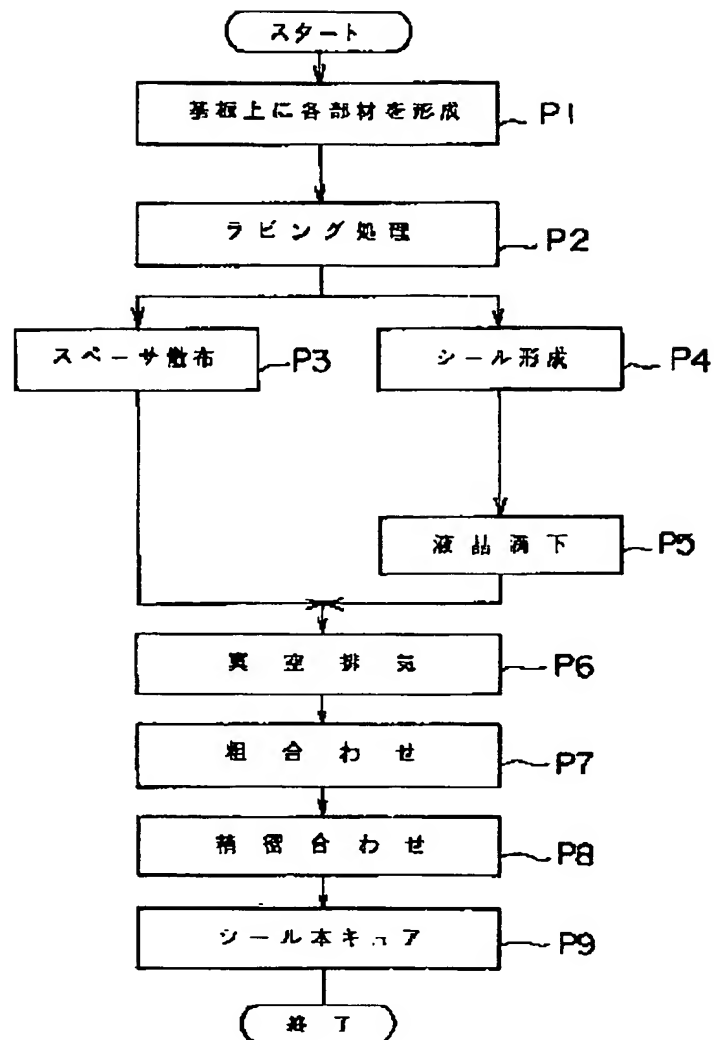 スタート
基板上に各部材を形成 P1
ラビング処理 P2
スペーサ散布 P3
シール形成 P4
液晶滴下 P5
真空排気 P6
粗合わせ P7
精密合わせ P8
シール本キュア P9
終了